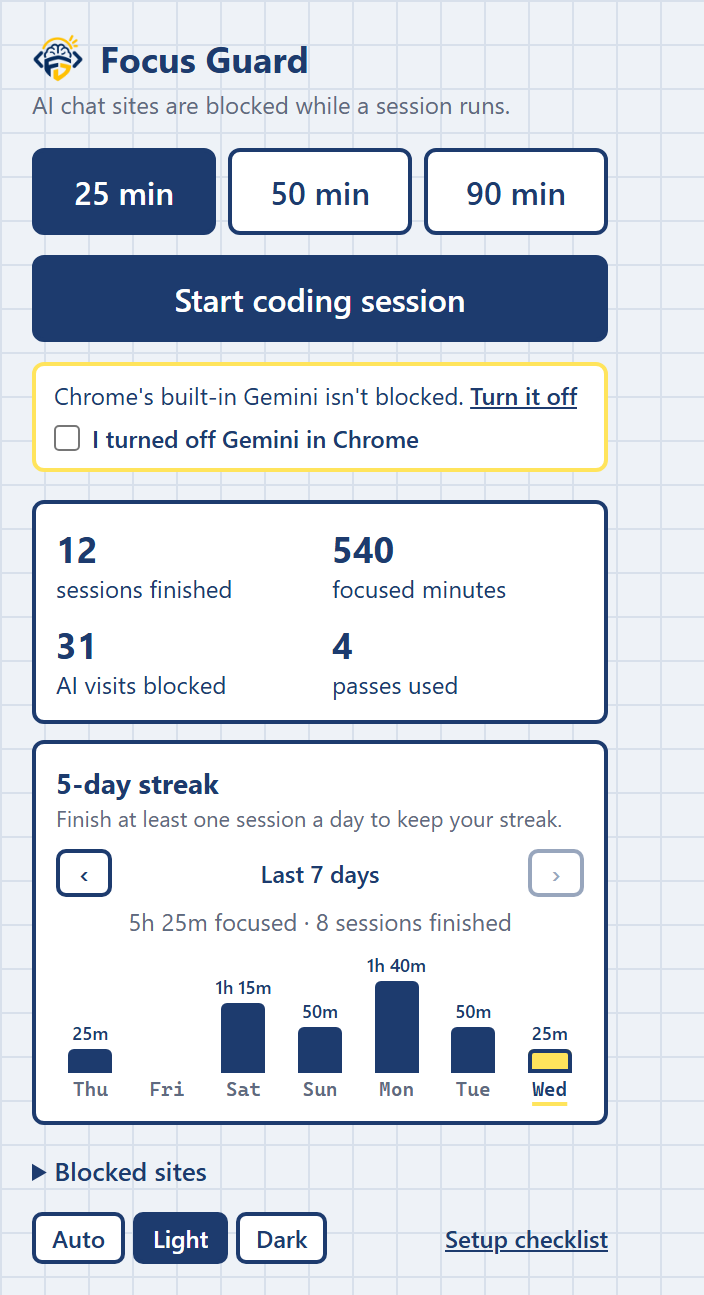 Focus Guard
AI chat sites are blocked while a session runs.
25 min 50 min 90 min
Start coding session
Chrome's built-in Gemini isn't blocked. Turn it off
I turned off Gemini in Chrome
12 540
sessions finished focused minutes
31 4
AI visits blocked passes used
5-day streak
Finish at least one session a day to keep your streak.
‹ Last 7 days ›
5h 25m focused · 8 sessions finished
25m 1h 15m 50m 1h 40m 50m 25m
Thu Fri Sat Sun Mon Tue Wed
Blocked sites
Auto Light Dark Setup checklist